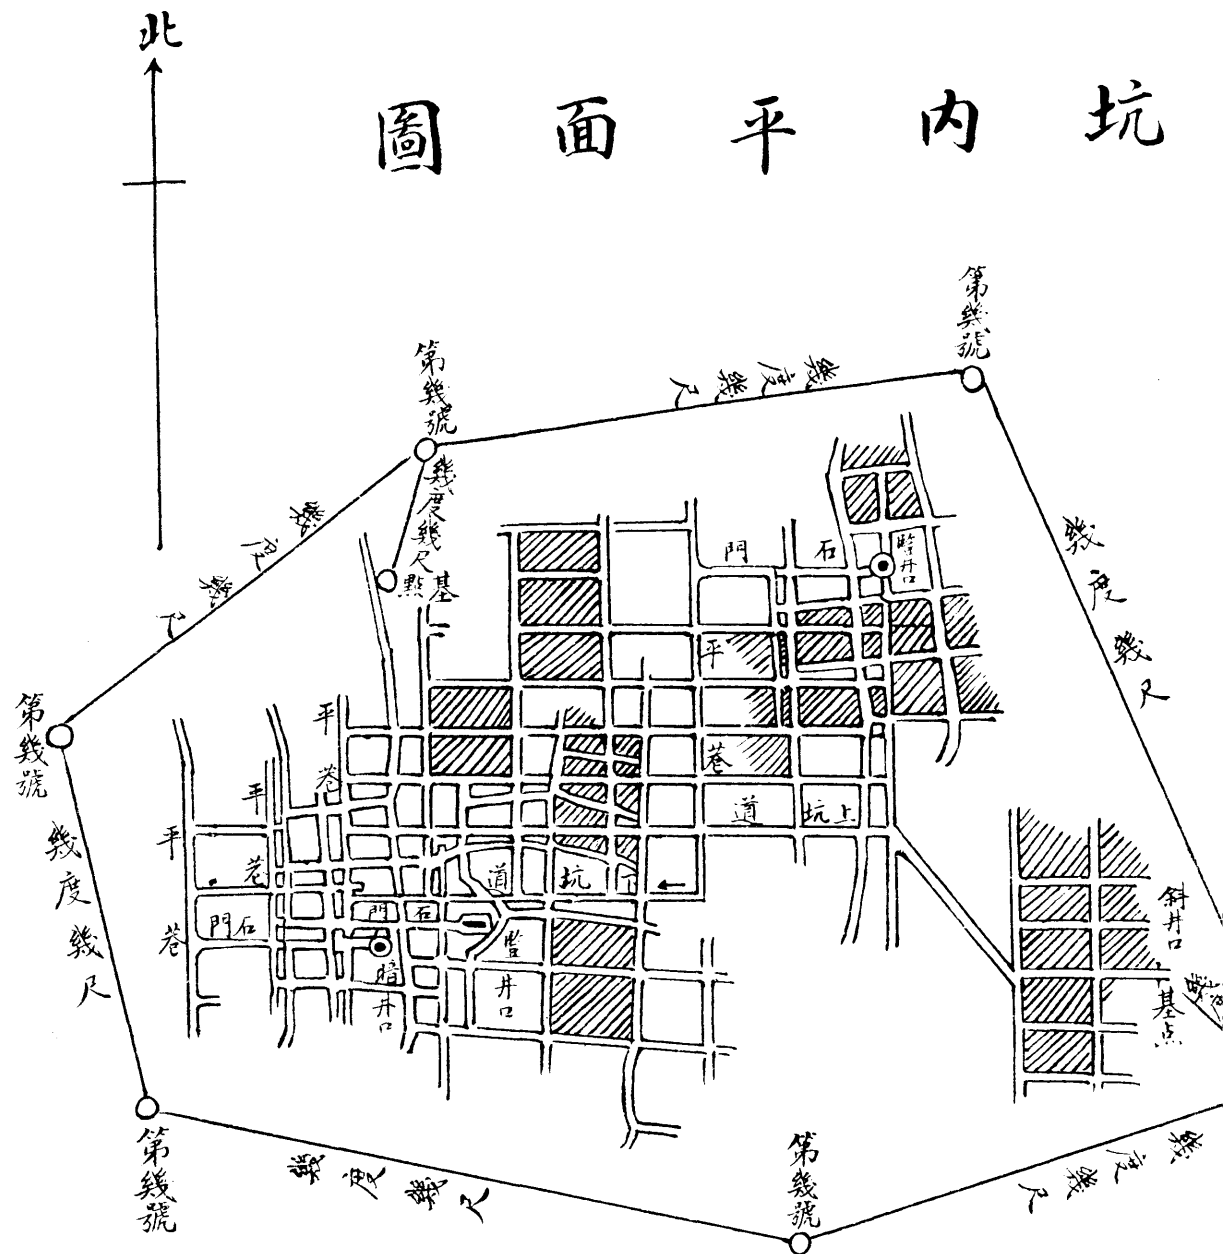 坑內平面圖
北
第幾號
幾度幾尺
第幾號
幾度幾尺
基點
幾度幾尺
第幾號
幾度幾尺
第幾號
幾度幾尺
第幾號
幾度幾尺
第幾號
幾度幾尺
斜井口
基点
竪井口
石門
平巷
上坑道
下坑道
平巷
平巷
平巷
石門
石門
竪井口
暗井口